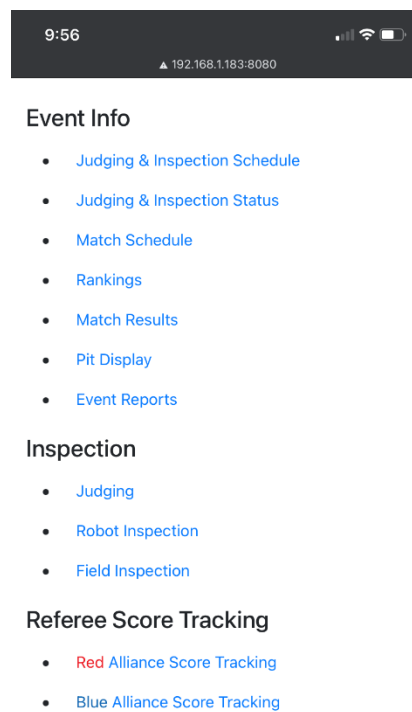 9:56
192.168.1.183:8080
Event Info
Judging & Inspection Schedule
Judging & Inspection Status
Match Schedule
Rankings
Match Results
Pit Display
Event Reports
Inspection
Judging
Robot Inspection
Field Inspection
Referee Score Tracking
Red Alliance Score Tracking
Blue Alliance Score Tracking